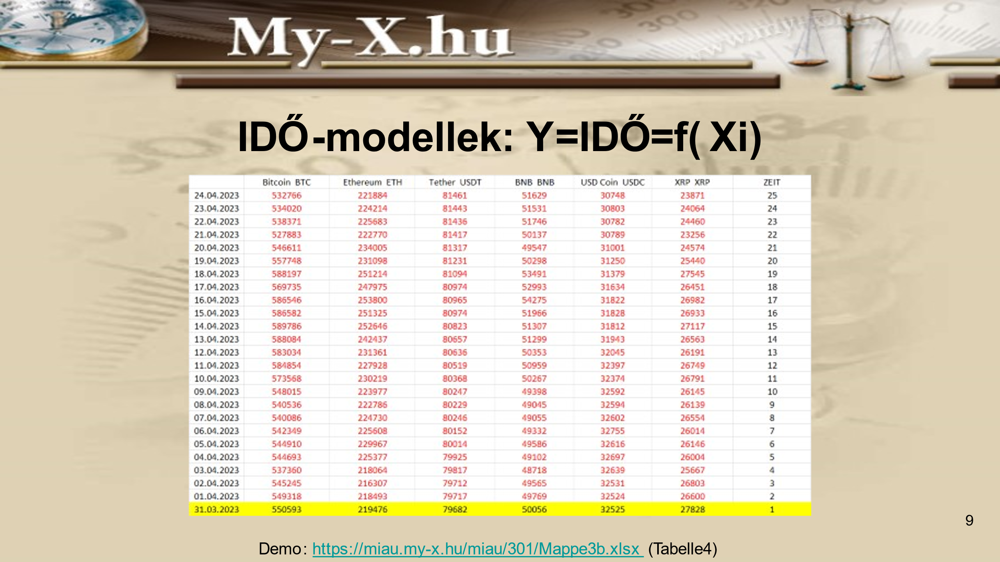 My-X.hu
www.my-x.hu
IDŐ-modellek: Y=IDŐ=f(Xi)
Bitcoin BTC Ethereum ETH Tether USDT BNB BNB USD Coin USDC XRP XRP ZEIT
24.04.2023 532766 221884 81461 51629 30748 23871 25
23.04.2023 534020 224214 81443 51531 30803 24064 24
22.04.2023 538371 225683 81436 51746 30782 24460 23
21.04.2023 527883 222770 81417 50137 30789 23256 22
20.04.2023 546611 234005 81317 49547 31001 24574 21
19.04.2023 557748 231098 81231 50298 31250 25440 20
18.04.2023 588197 251214 81094 53491 31379 27545 19
17.04.2023 569735 247975 80974 52993 31634 26451 18
16.04.2023 586546 253800 80965 54275 31822 26982 17
15.04.2023 586582 251325 80974 51966 31828 26933 16
14.04.2023 589786 252646 80823 51307 31812 27117 15
13.04.2023 588084 242437 80657 51299 31943 26563 14
12.04.2023 583034 231361 80636 50353 32045 26191 13
11.04.2023 584854 227928 80519 50959 32397 26749 12
10.04.2023 573568 230219 80368 50267 32374 26791 11
09.04.2023 548015 223977 80247 49398 32592 26145 10
08.04.2023 540536 222786 80229 49045 32594 26139 9
07.04.2023 540086 224730 80246 49055 32602 26554 8
06.04.2023 542349 225608 80152 49332 32755 26014 7
05.04.2023 544910 229967 80014 49586 32616 26146 6
04.04.2023 544693 225377 79925 49102 32697 26004 5
03.04.2023 537360 218064 79817 48718 32639 25667 4
02.04.2023 545245 216307 79712 49565 32531 26803 3
01.04.2023 549318 218493 79717 49769 32524 26600 2
31.03.2023 550593 219476 79682 50056 32525 27828 1
9
Demo: https://miau.my-x.hu/miau/301/Mappe3b.xlsx (Tabelle4)